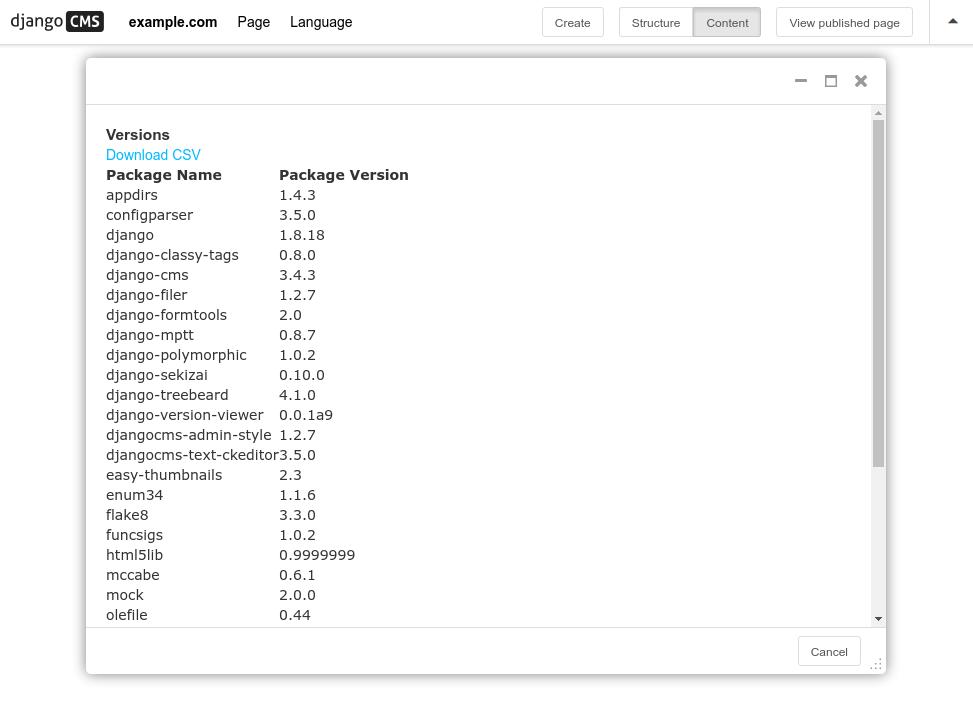 django CMS example.com Page Language Create Structure Content View published page
Versions
Download CSV
Package Name Package Version
appdirs 1.4.3
configparser 3.5.0
django 1.8.18
django-classy-tags 0.8.0
django-cms 3.4.3
django-filer 1.2.7
django-formtools 2.0
django-mptt 0.8.7
django-polymorphic 1.0.2
django-sekizai 0.10.0
django-treebeard 4.1.0
django-version-viewer 0.0.1a9
djangocms-admin-style 1.2.7
djangocms-text-ckeditor 3.5.0
easy-thumbnails 2.3
enum34 1.1.6
flake8 3.3.0
funcsigs 1.0.2
html5lib 0.9999999
mccabe 0.6.1
mock 2.0.0
olefile 0.44
Cancel